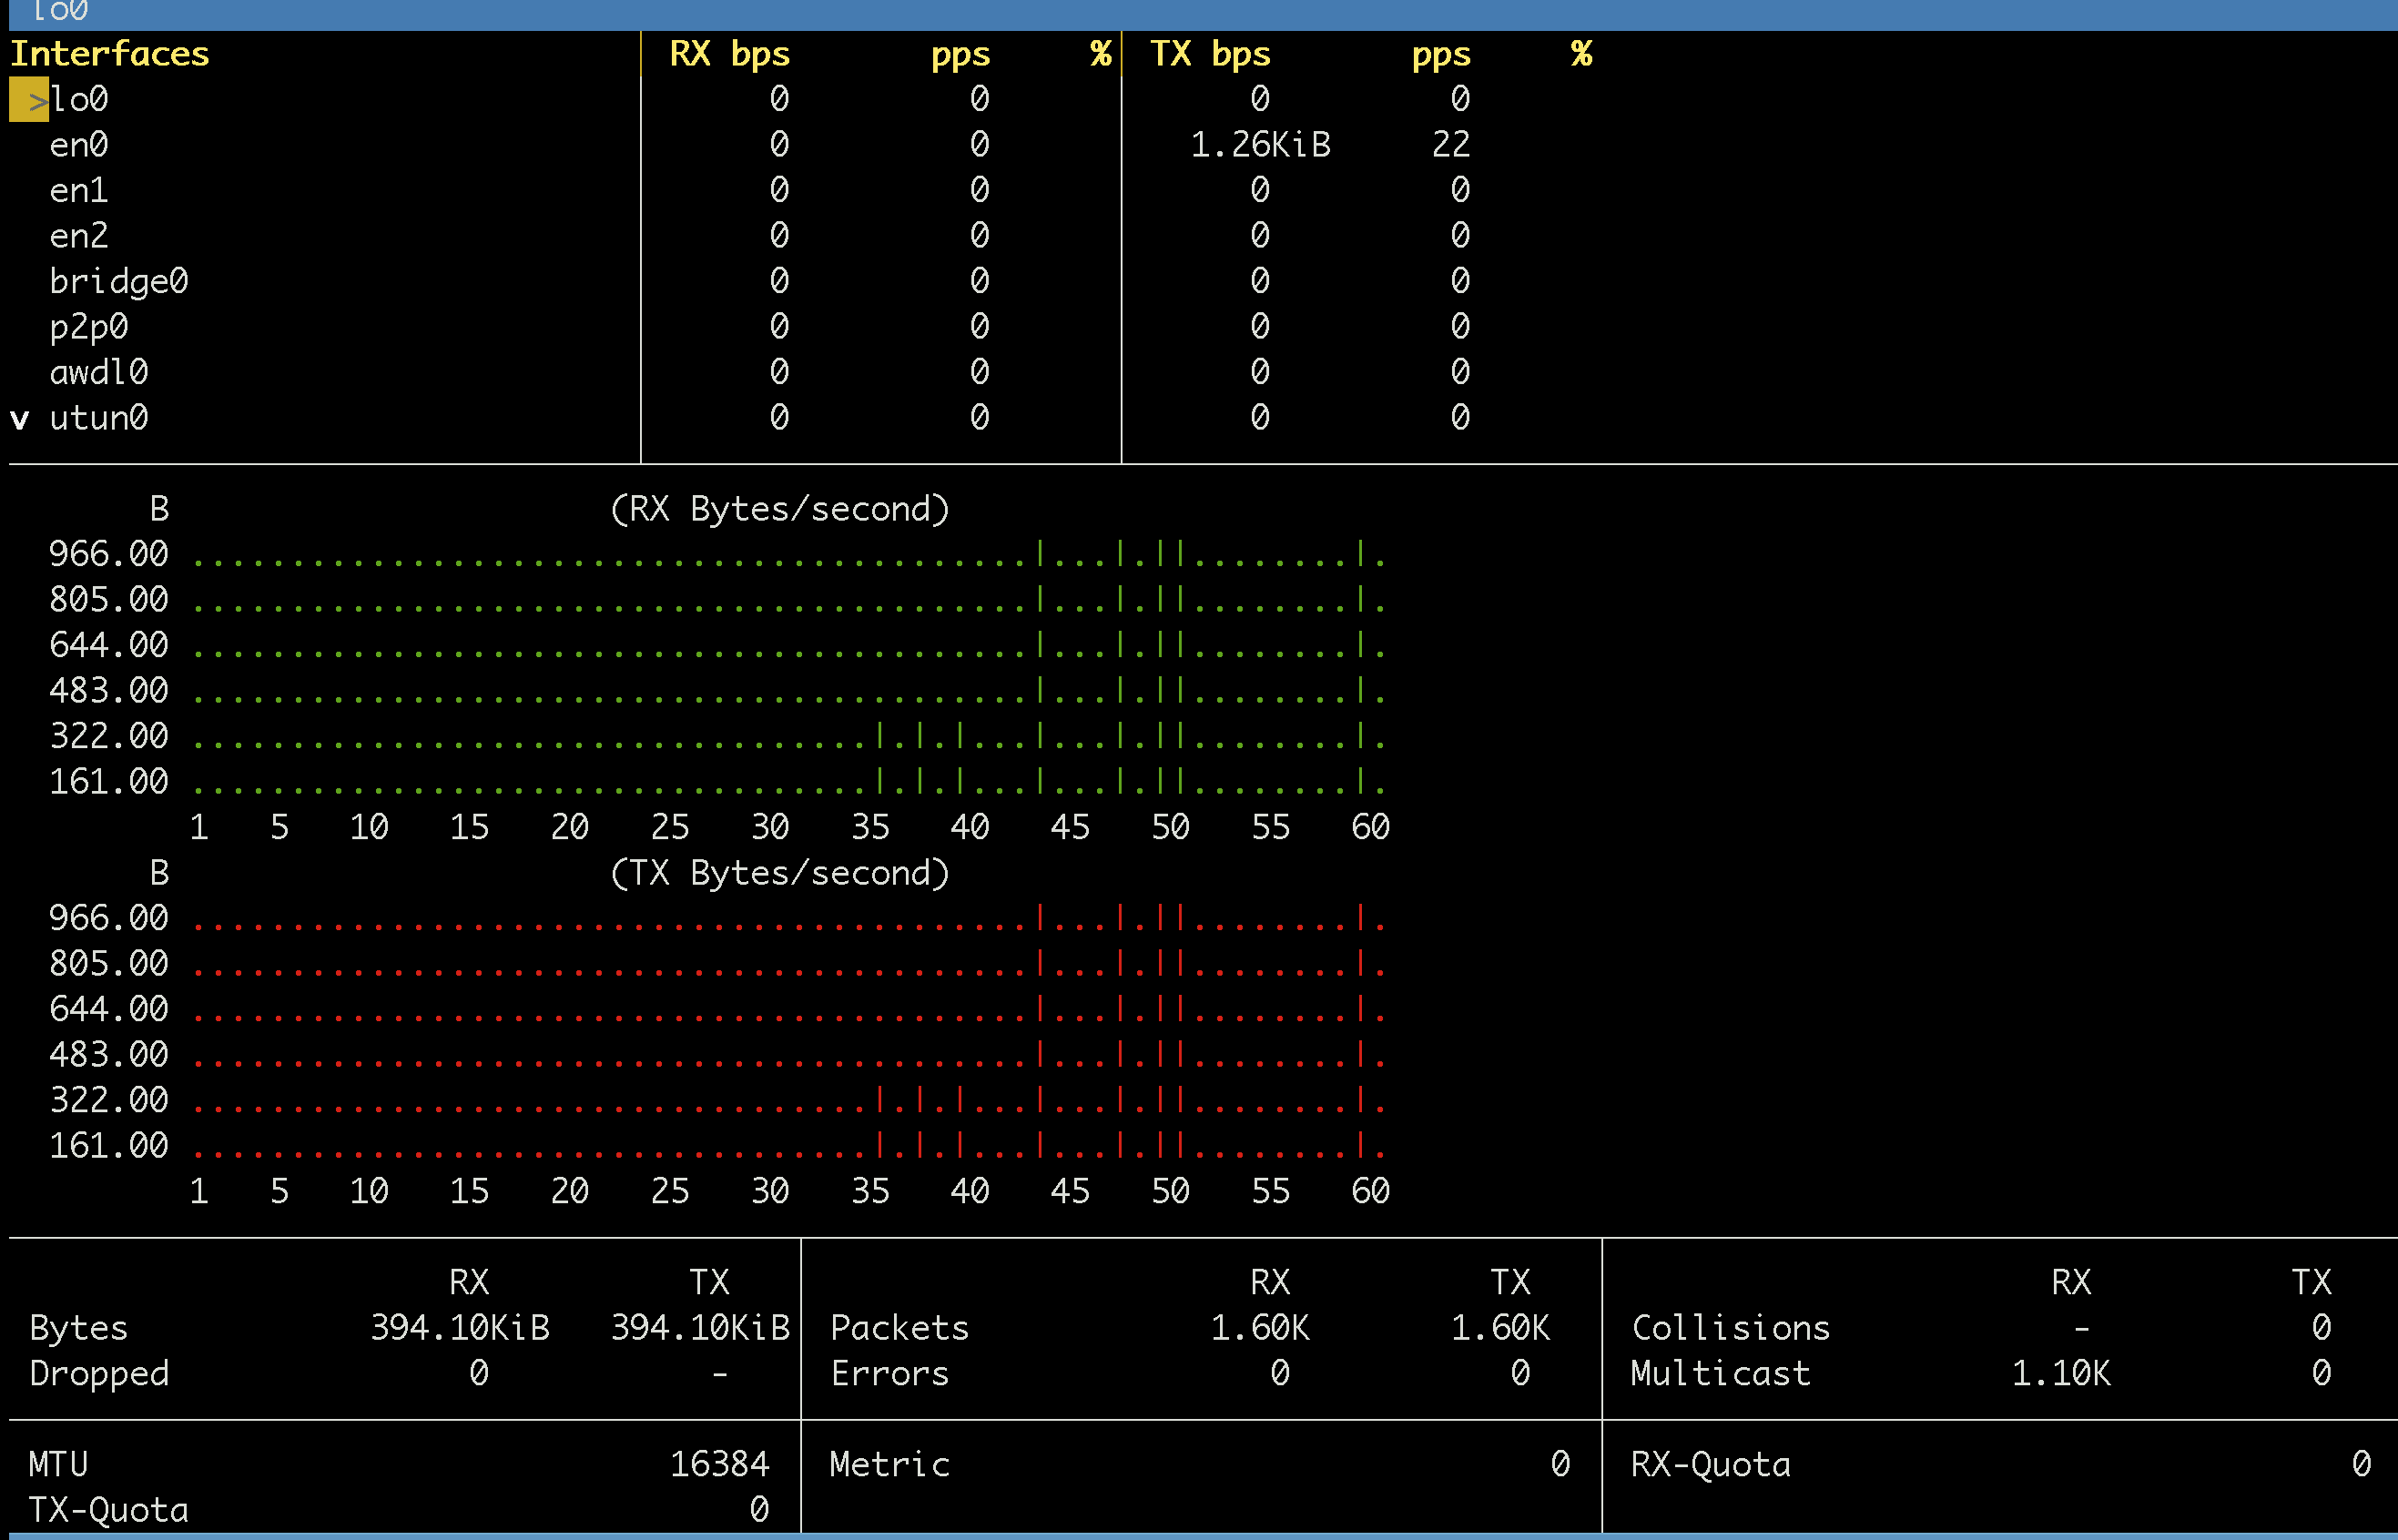 lo0
Interfaces RX bps pps % TX bps pps %
>lo0 0 0 0 0
en0 0 0 1.26KiB 22
en1 0 0 0 0
en2 0 0 0 0
bridge0 0 0 0 0
p2p0 0 0 0 0
awdl0 0 0 0 0
v utun0 0 0 0 0
B (RX Bytes/second)
966.00 ..........................................|...|.||........|.
805.00 ..........................................|...|.||........|.
644.00 ..........................................|...|.||........|.
483.00 ..........................................|...|.||........|.
322.00 ..................................|.|.|...|...|.||........|.
161.00 ..................................|.|.|...|...|.||........|.
1 5 10 15 20 25 30 35 40 45 50 55 60
B (TX Bytes/second)
966.00 ..........................................|...|.||........|.
805.00 ..........................................|...|.||........|.
644.00 ..........................................|...|.||........|.
483.00 ..........................................|...|.||........|.
322.00 ..................................|.|.|...|...|.||........|.
161.00 ..................................|.|.|...|...|.||........|.
1 5 10 15 20 25 30 35 40 45 50 55 60
RX TX RX TX RX TX
Bytes 394.10KiB 394.10KiB Packets 1.60K 1.60K Collisions - 0
Dropped 0 - Errors 0 0 Multicast 1.10K 0
MTU 16384 Metric 0 RX-Quota 0
TX-Quota 0